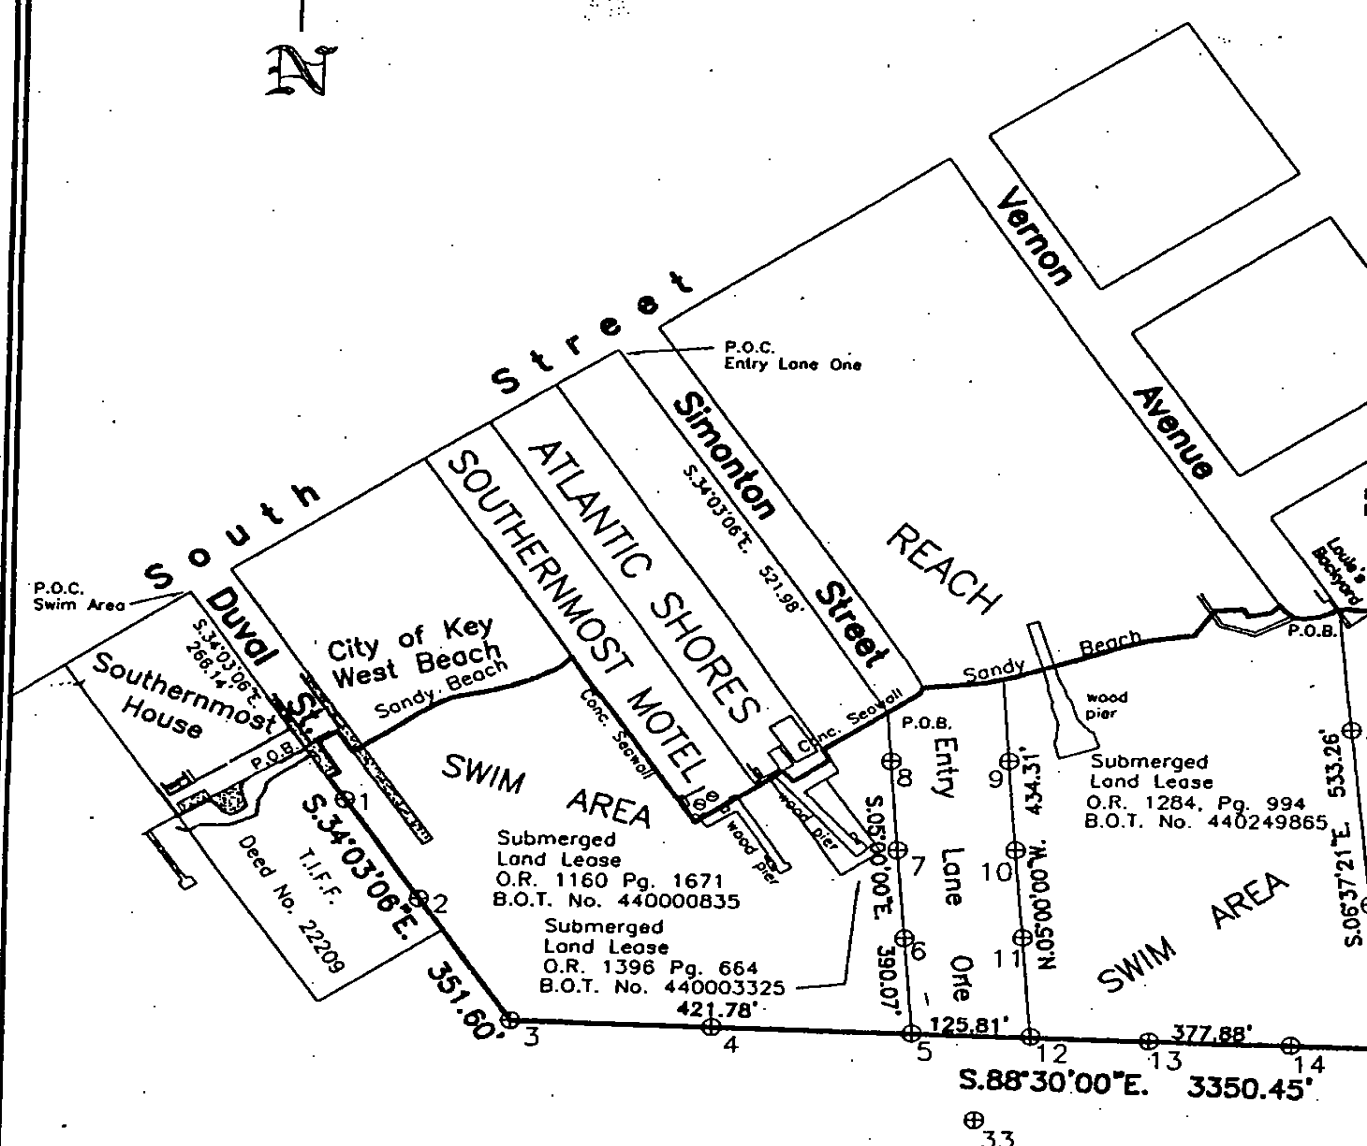 N
South Street
Vernon
Avenue
P.O.C.
Entry Lane One
Simonton
Street
S.34°03'06"E. 521.98'
ATLANTIC SHORES
SOUTHERNMOST MOTEL
REACH
Louie's
Backyard
P.O.C.
Swim Area
Duval
St.
S.34°03'06"E.
266.14'
City of Key
West Beach
Sandy Beach
Southernmost
House
P.O.B.
Conc. Seawall
Conc. Seawall
Sandy Beach
P.O.B.
P.O.B.
wood
pier
wood pier
wood pier
SWIM AREA
Entry Lane One
Submerged
Land Lease
O.R. 1284, Pg. 994
B.O.T. No. 440249865
Submerged
Land Lease
O.R. 1160 Pg. 1671
B.O.T. No. 440000835
Submerged
Land Lease
O.R. 1396 Pg. 664
B.O.T. No. 440003325
T.I.F.F.
Deed No. 22209
S.34°03'06"E.
351.60'
S.05°00'00"E. 390.07'
N.05°00'00"W. 434.31'
S.06°37'21"E. 533.26'
SWIM AREA
1
2
3
4
5
6
7
8
9
10
11
12
13
14
421.78'
125.81'
377.88'
S.88°30'00"E. 3350.45'
33